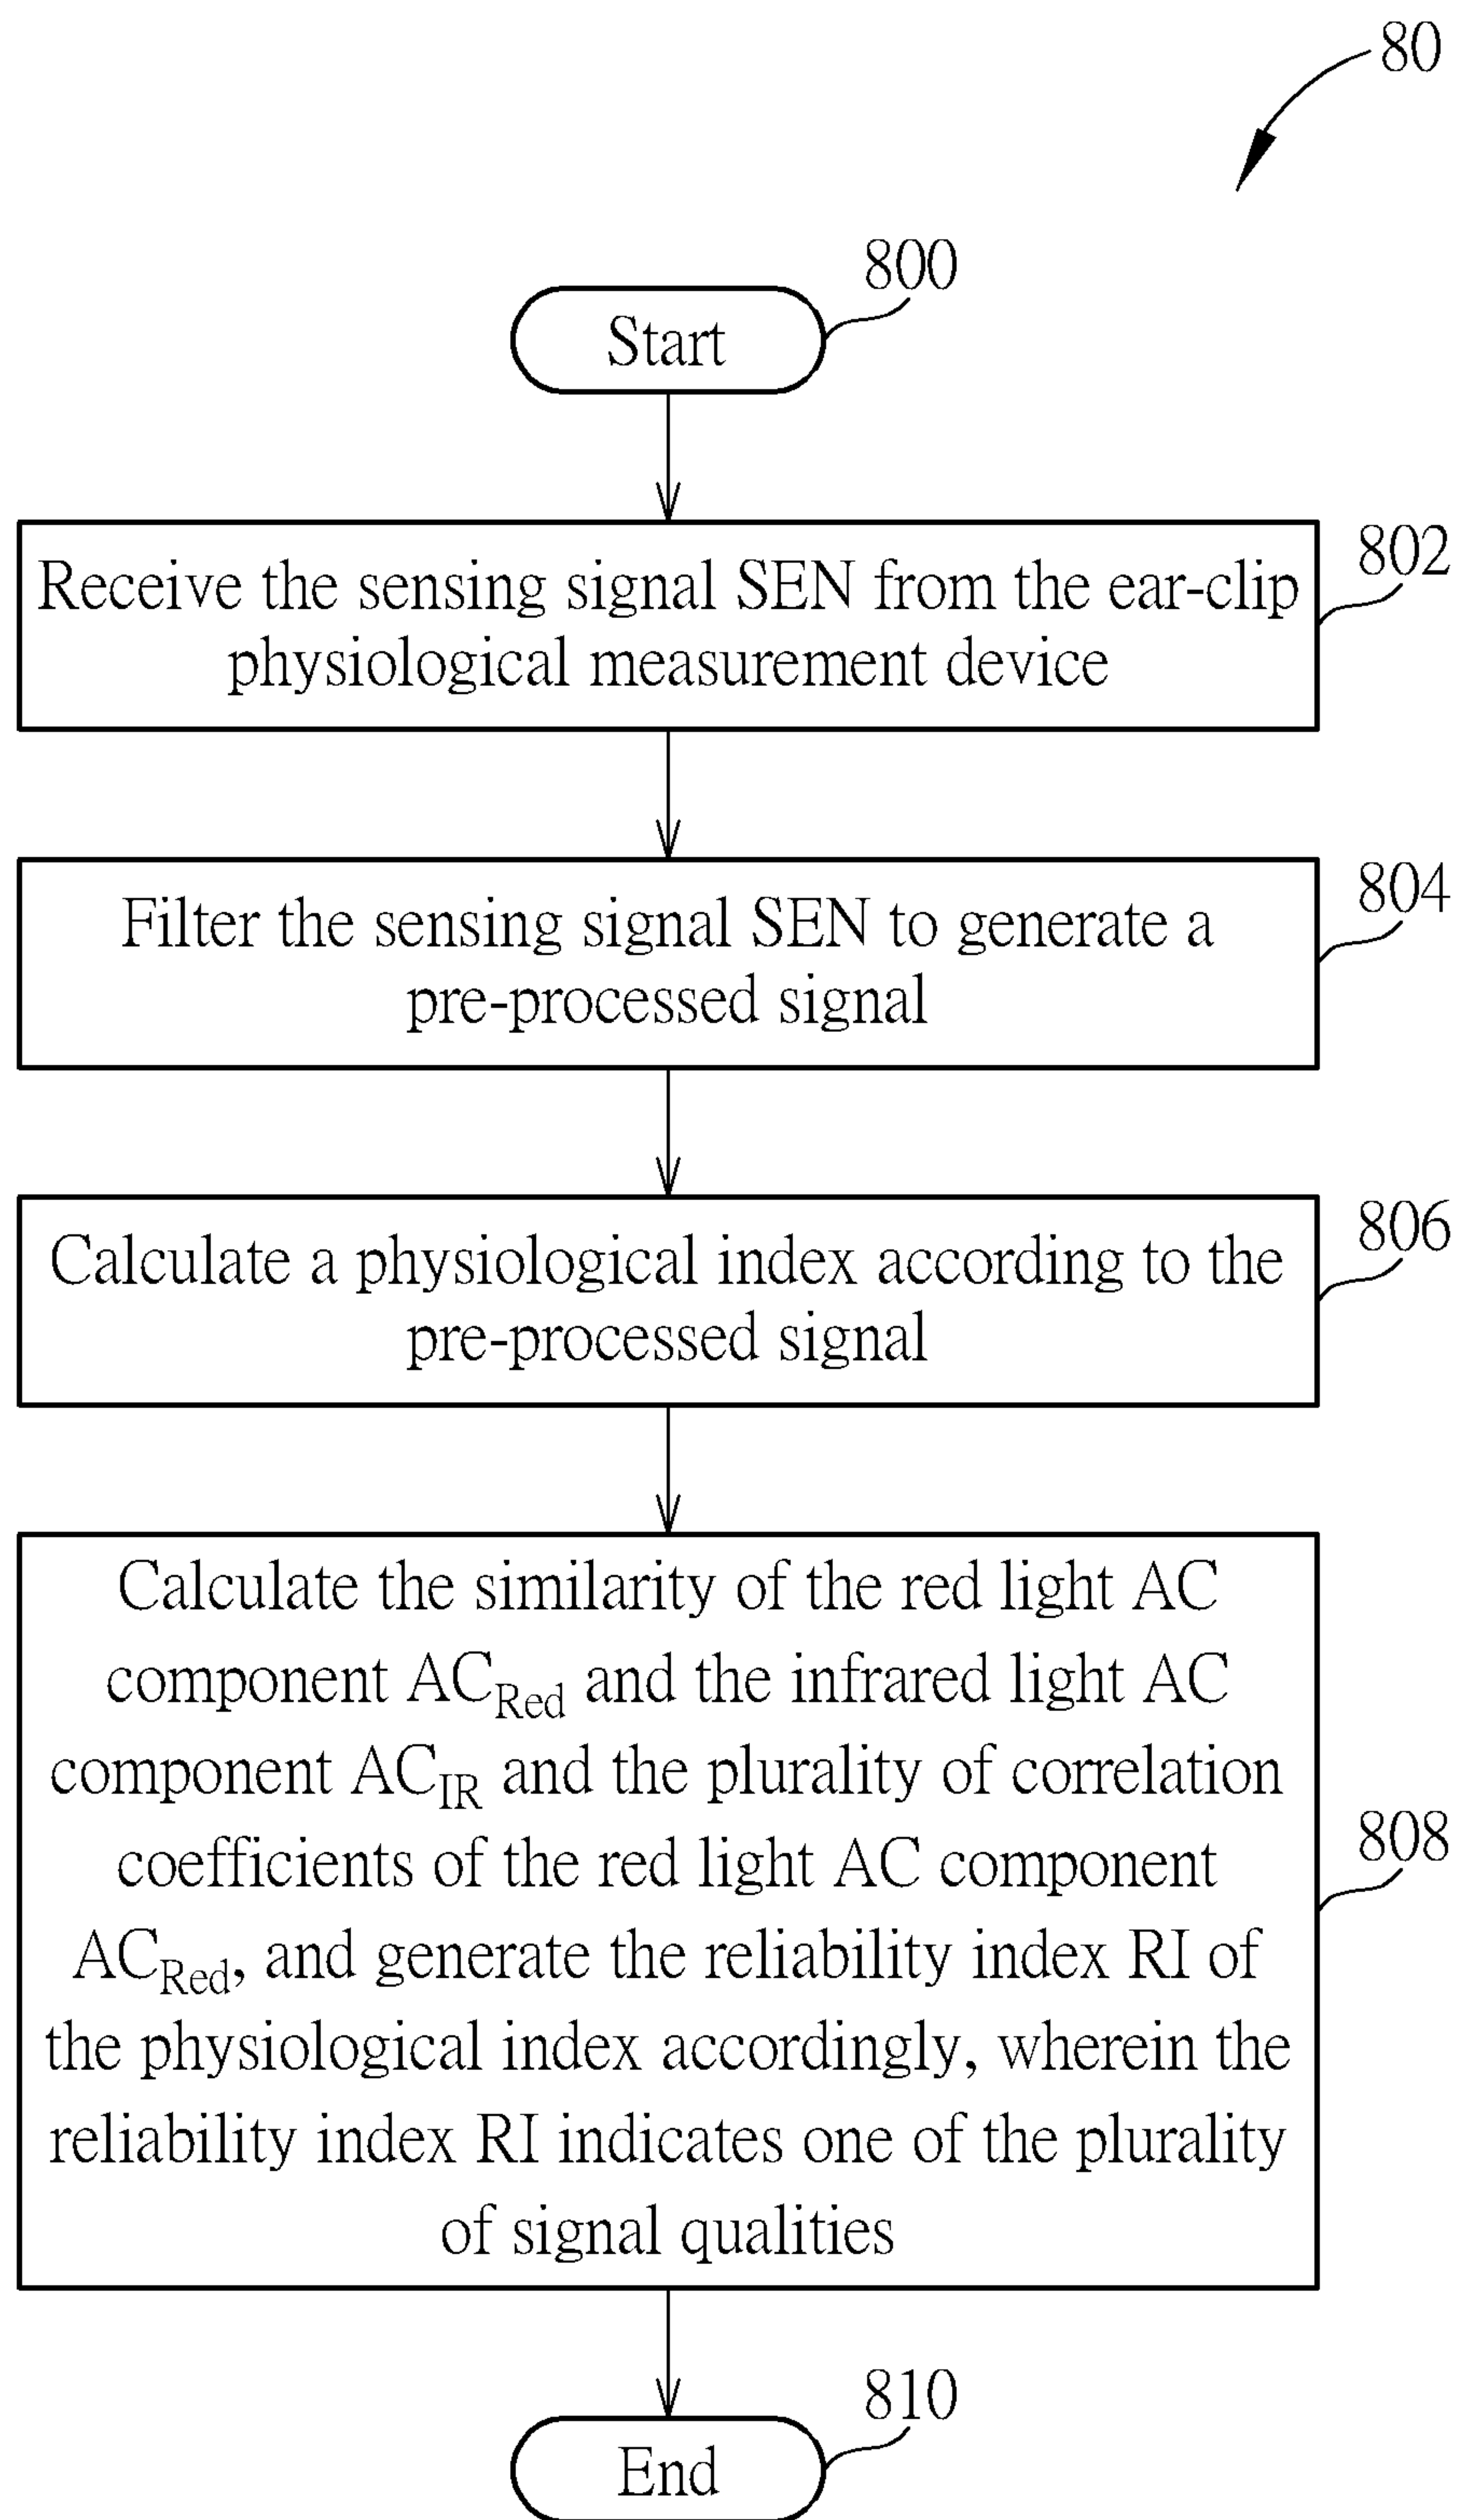 80
800
Start
802
Receive the sensing signal SEN from the ear-clip
physiological measurement device
804
Filter the sensing signal SEN to generate a
pre-processed signal
806
Calculate a physiological index according to the
pre-processed signal
Calculate the similarity of the red light AC
component AC_Red and the infrared light AC
component AC_IR and the plurality of correlation
coefficients of the red light AC component
808
AC_Red, and generate the reliability index RI of
the physiological index accordingly, wherein the
reliability index RI indicates one of the plurality
of signal qualities
810
End